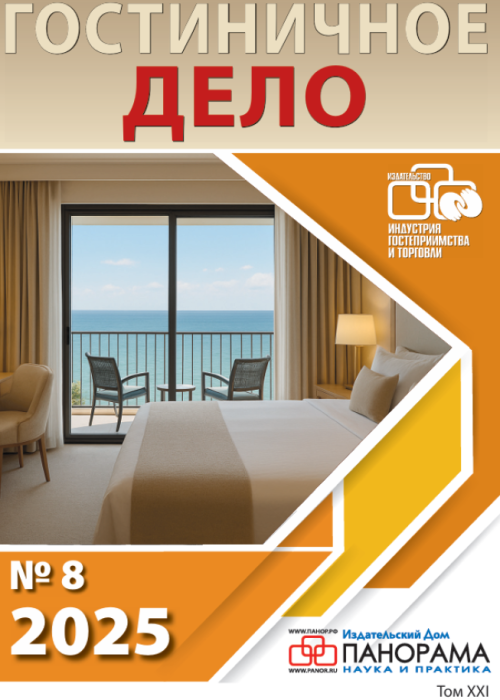 ГОСТИНИЧНОЕ
ДЕЛО
ИЗДАТЕЛЬСТВО
ИНДУСТРИЯ
ГОСТЕПРИИМСТВА
И ТОРГОВЛИ
№ 8
2025
WWW.ПАНОР.РФ
Издательский Дом
ПАНОРАМА
WWW.PANOR.RU
НАУКА И ПРАКТИКА
Том XXI